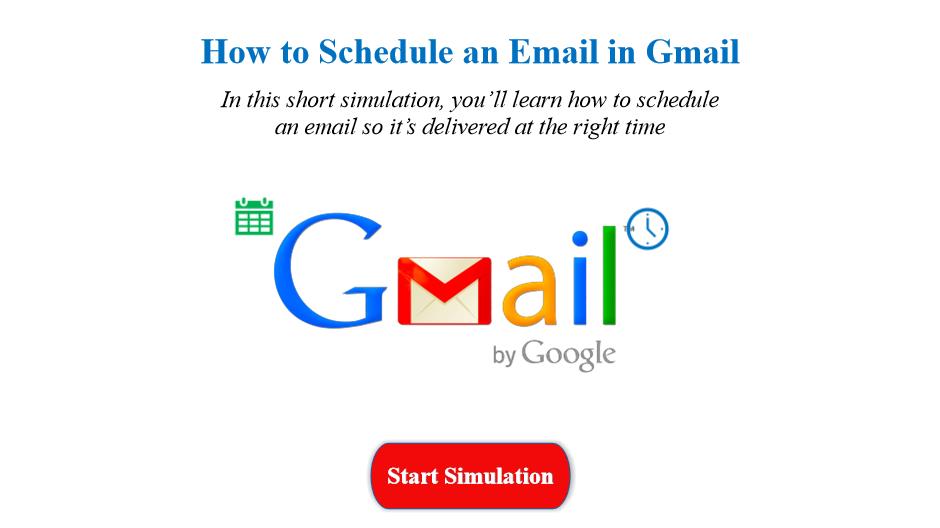 How to Schedule an Email in Gmail
In this short simulation, you’ll learn how to schedule
an email so it’s delivered at the right time
Gmail™
by Google
Start Simulation